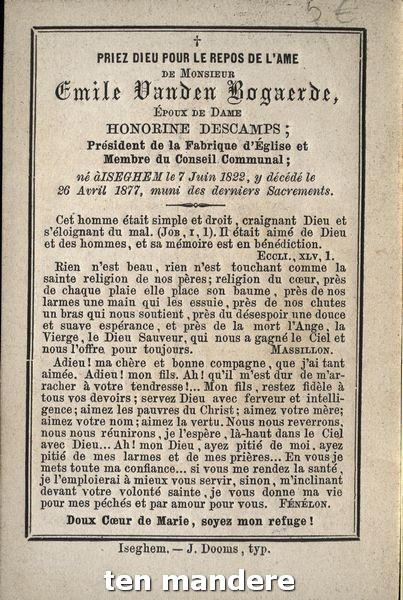 5 €
†
PRIEZ DIEU POUR LE REPOS DE L'AME
DE MONSIEUR
Emile Vanden Bogaerde,
ÉPOUX DE DAME
HONORINE DESCAMPS;
Président de la Fabrique d'Église et
Membre du Conseil Communal;
né à ISEGHEM le 7 Juin 1822, y décédé le
26 Avril 1877, muni des derniers Sacrements.
Cet homme était simple et droit, craignant Dieu et
s'éloignant du mal. (JOB, I, 1). Il était aimé de Dieu
et des hommes, et sa mémoire est en bénédiction.
ECCLI., XLV, 1.
Rien n'est beau, rien n'est touchant comme la
sainte religion de nos pères; religion du cœur, près
de chaque plaie elle place son baume, près de nos
larmes une main qui les essuie, près de nos chutes
un bras qui nous soutient, près du désespoir une douce
et suave espérance, et près de la mort l'Ange, la
Vierge, le Dieu Sauveur, qui nous a gagné le Ciel et
nous l'offre pour toujours. MASSILLON.
Adieu! ma chère et bonne compagne, que j'ai tant
aimée, Adieu! mon fils. Ah! qu'il m'est dur de m'ar-
racher à votre tendresse!... Mon fils, restez fidèle à
tous vos devoirs; servez Dieu avec ferveur et intelli-
gence; aimez les pauvres du Christ; aimez votre mère;
aimez votre nom; aimez la vertu. Nous nous reverrons,
nous nous réunirons, je l'espère, là-haut dans le Ciel
avec Dieu... Ah! mon Dieu, ayez pitié de moi, ayez
pitié de mes larmes et de mes prières... En vous je
mets toute ma confiance... si vous me rendez la santé,
je l'emploierai à mieux vous servir, sinon, m'inclinant
devant votre volonté sainte, je vous donne ma vie
pour mes péchés et par amour pour vous. FÉNÉLON.
Doux Cœur de Marie, soyez mon refuge!
Iseghem. — J. Dooms, typ.
ten mandere